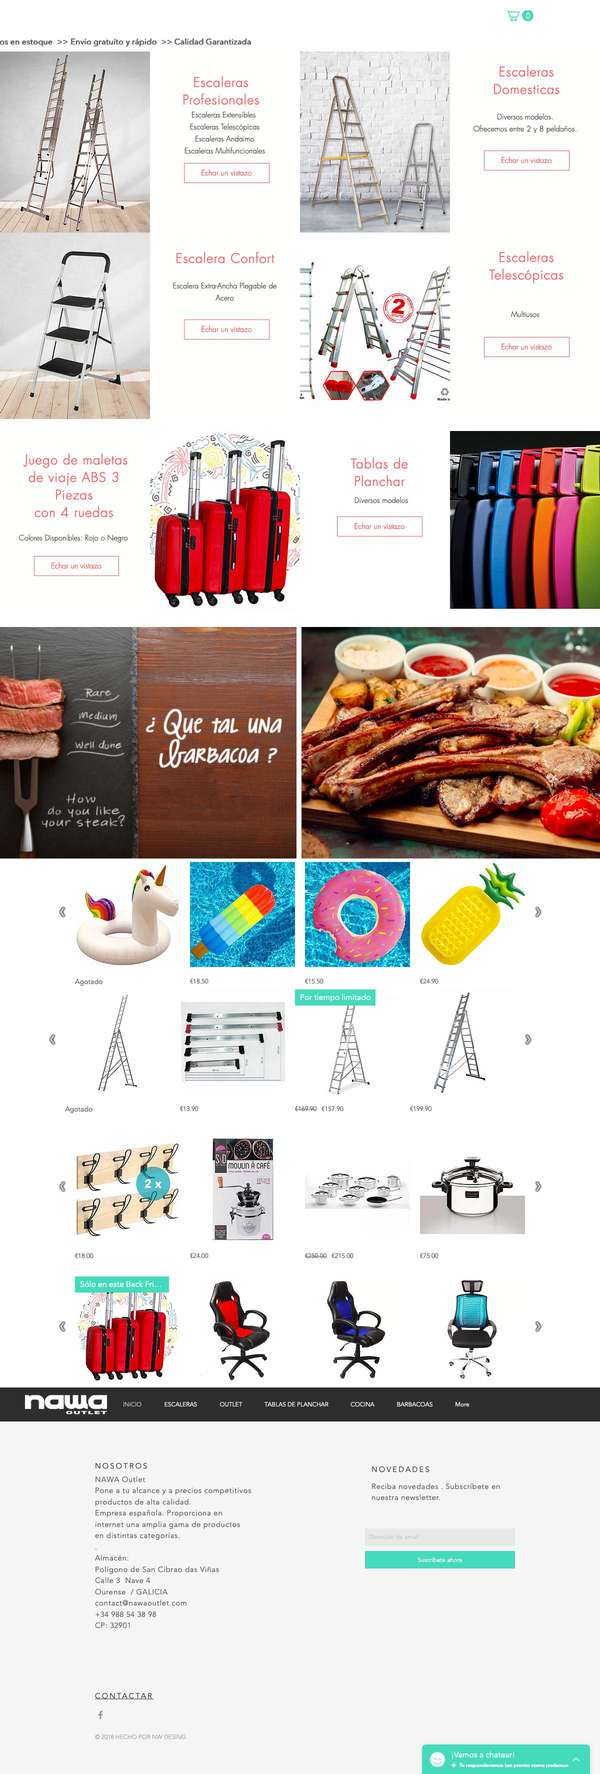 0
os en estoque >> Envío gratuíto y rápido >> Calidad Garantizada
Escaleras
Profesionales
Escaleras Extensibles
Escaleras Telescópicas
Escaleras Andaimo
Escaleras Multifuncionales
Echar un vistazo
Escaleras
Domesticas
Diversos modelos.
Ofrecemos entre 2 y 8 peldaños.
Echar un vistazo
Escalera Confort
Escalera Extra-Ancha Plegable de
Acero
Echar un vistazo
2
Escaleras
Telescópicas
Multiusos
Echar un vistazo
Juego de maletas
de viaje ABS 3
Piezas
con 4 ruedas
Colores Disponibles: Rojo o Negro
Echar un vistazo
Tablas de
Planchar
Diversos modelos
Echar un vistazo
Rare
Medium
Well done
How
do you like
your steak?
¿ Que tal una
barbacoa ?
Agotado
€18.50
€15.50
€24.90
Por tiempo limitado
Agotado
€13.90
€169.90 €157.90
€199.90
2 x
MOULIN À CAFÉ
€18.00
€24.00
€250.00 €215.00
€75.00
Sólo en este Back Fri...
nawa
OUTLET
INICIO ESCALERAS OUTLET TABLAS DE PLANCHAR COCINA BARBACOAS More
NOSOTROS
NAWA Outlet
Pone a tu alcance y a precios competitivos
productos de alta calidad.
Empresa española. Proporciona en
internet una amplia gama de productos
en distintas categorías.
.
Almacén:
Polígono de San Cibrao das Viñas
Calle 3 Nave 4
Ourense / GALICIA
contact@nawaoutlet.com
+34 988 54 38 98
CP: 32901
NOVEDADES
Reciba novedades . Subscríbete en
nuestra newsletter.
Dirección de email
Suscríbete ahora
CONTACTAR
© 2018 HECHO POR NW DESING
¡Vamos a chatear!
Te responderemos tan pronto como podamos